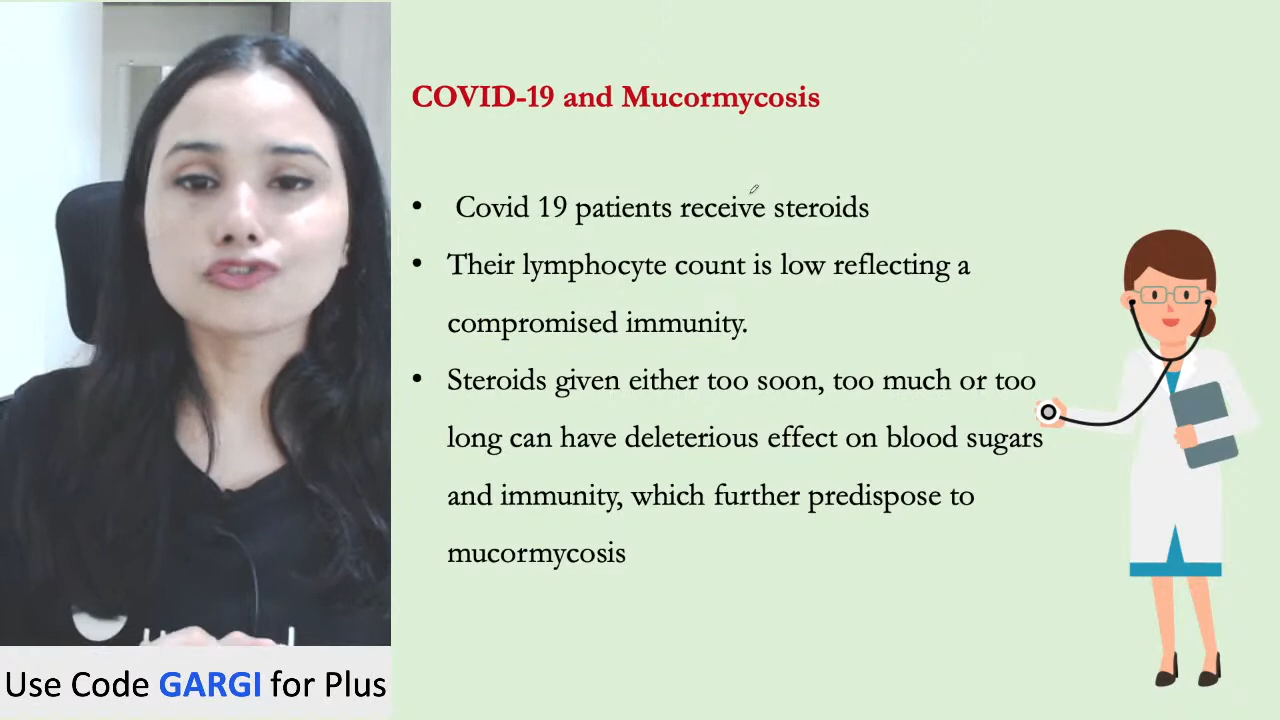 COVID-19 and Mucormycosis
• Covid 19 patients receive steroids
• Their lymphocyte count is low reflecting a
compromised immunity.
• Steroids given either too soon, too much or too
long can have deleterious effect on blood sugars
and immunity, which further predispose to
mucormycosis
Use Code GARGI for Plus